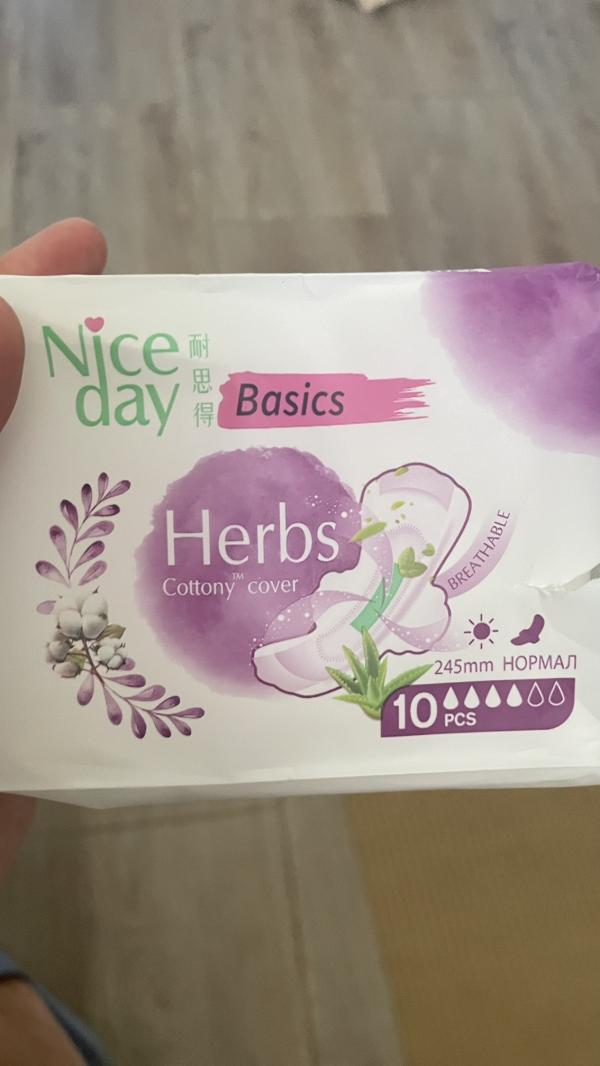 Nice
day
耐
思
得
Basics
Herbs
Cottony™ cover
BREATHABLE
245mm НОРМАЛ
10 PCS